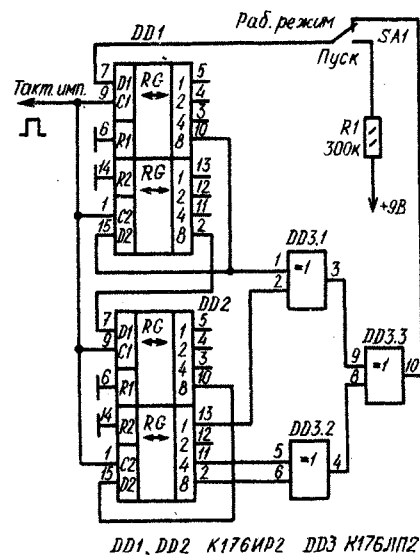 Раб. режим
SA1
Пуск
DD1
Такт. имп.
7 D1 RG 1 5
9 C1 2 4
4 3
6 R1 8 10
14 R2 RG 1 13
2 12
1 C2 4 11
15 D2 8 2
R1
300к
+9В
DD3.1
1 =1 3
2
DD2
7 D1 RG 1 5
9 C1 2 4
4 3
6 R1 8 10
14 R2 RG 1 13
2 12
1 C2 4 11
15 D2 8 2
DD3.3
9 =1 10
8
DD3.2
5 =1 4
6
DD1, DD2 К176ИР2 DD3 К176ЛП2